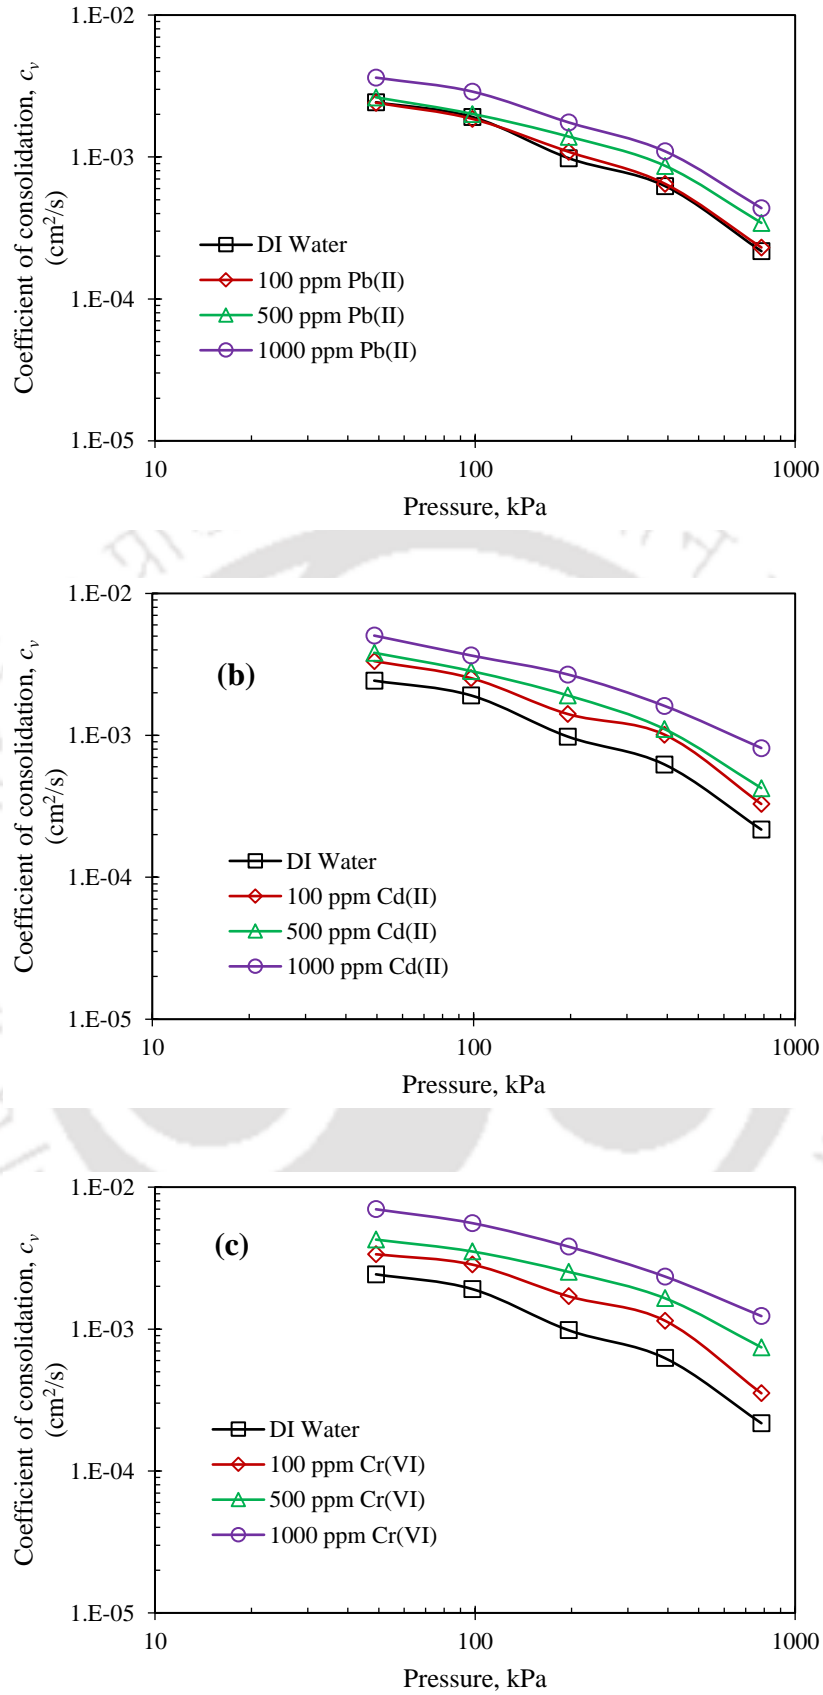 1.E-02
1.E-03
1.E-04
1.E-05
Coefficient of consolidation, cᵥ
(cm²/s)
DI Water
100 ppm Pb(II)
500 ppm Pb(II)
1000 ppm Pb(II)
10 100 1000
Pressure, kPa
1.E-02
1.E-03
1.E-04
1.E-05
Coefficient of consolidation, cᵥ
(cm²/s)
(b)
DI Water
100 ppm Cd(II)
500 ppm Cd(II)
1000 ppm Cd(II)
10 100 1000
Pressure, kPa
1.E-02
1.E-03
1.E-04
1.E-05
Coefficient of consolidation, cᵥ
(cm²/s)
(c)
DI Water
100 ppm Cr(VI)
500 ppm Cr(VI)
1000 ppm Cr(VI)
10 100 1000
Pressure, kPa